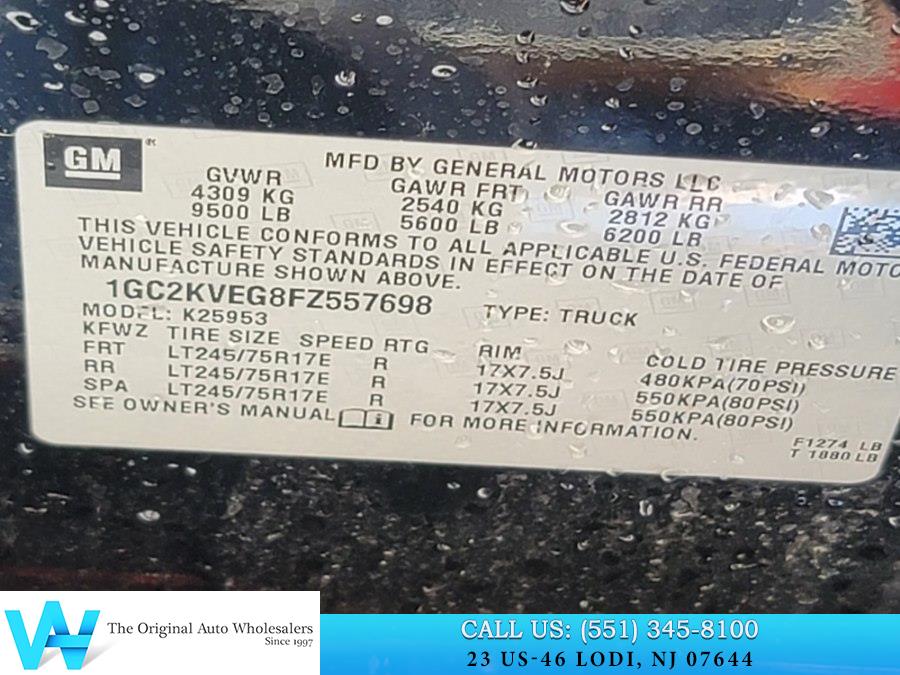 GM
MFD BY GENERAL MOTORS LLC
GVWR GAWR FRT GAWR RR
4309 KG 2540 KG 2812 KG
9500 LB 5600 LB 6200 LB
THIS VEHICLE CONFORMS TO ALL APPLICABLE U.S. FEDERAL MOTO
VEHICLE SAFETY STANDARDS IN EFFECT ON THE DATE OF
MANUFACTURE SHOWN ABOVE.
1GC2KVEG8FZ557698 TYPE: TRUCK
MODEL: K25953
KFWZ TIRE SIZE SPEED RTG RIM COLD TIRE PRESSURE
FRT LT245/75R17E R 17X7.5J 480KPA(70PSI)
RR LT245/75R17E R 17X7.5J 550KPA(80PSI)
SPA LT245/75R17E R 17X7.5J 550KPA(80PSI)
SEE OWNER'S MANUAL FOR MORE INFORMATION.
F1274 LB
T 1880 LB
The Original Auto Wholesalers
Since 1997
CALL US: (551) 345-8100
23 US-46 LODI, NJ 07644